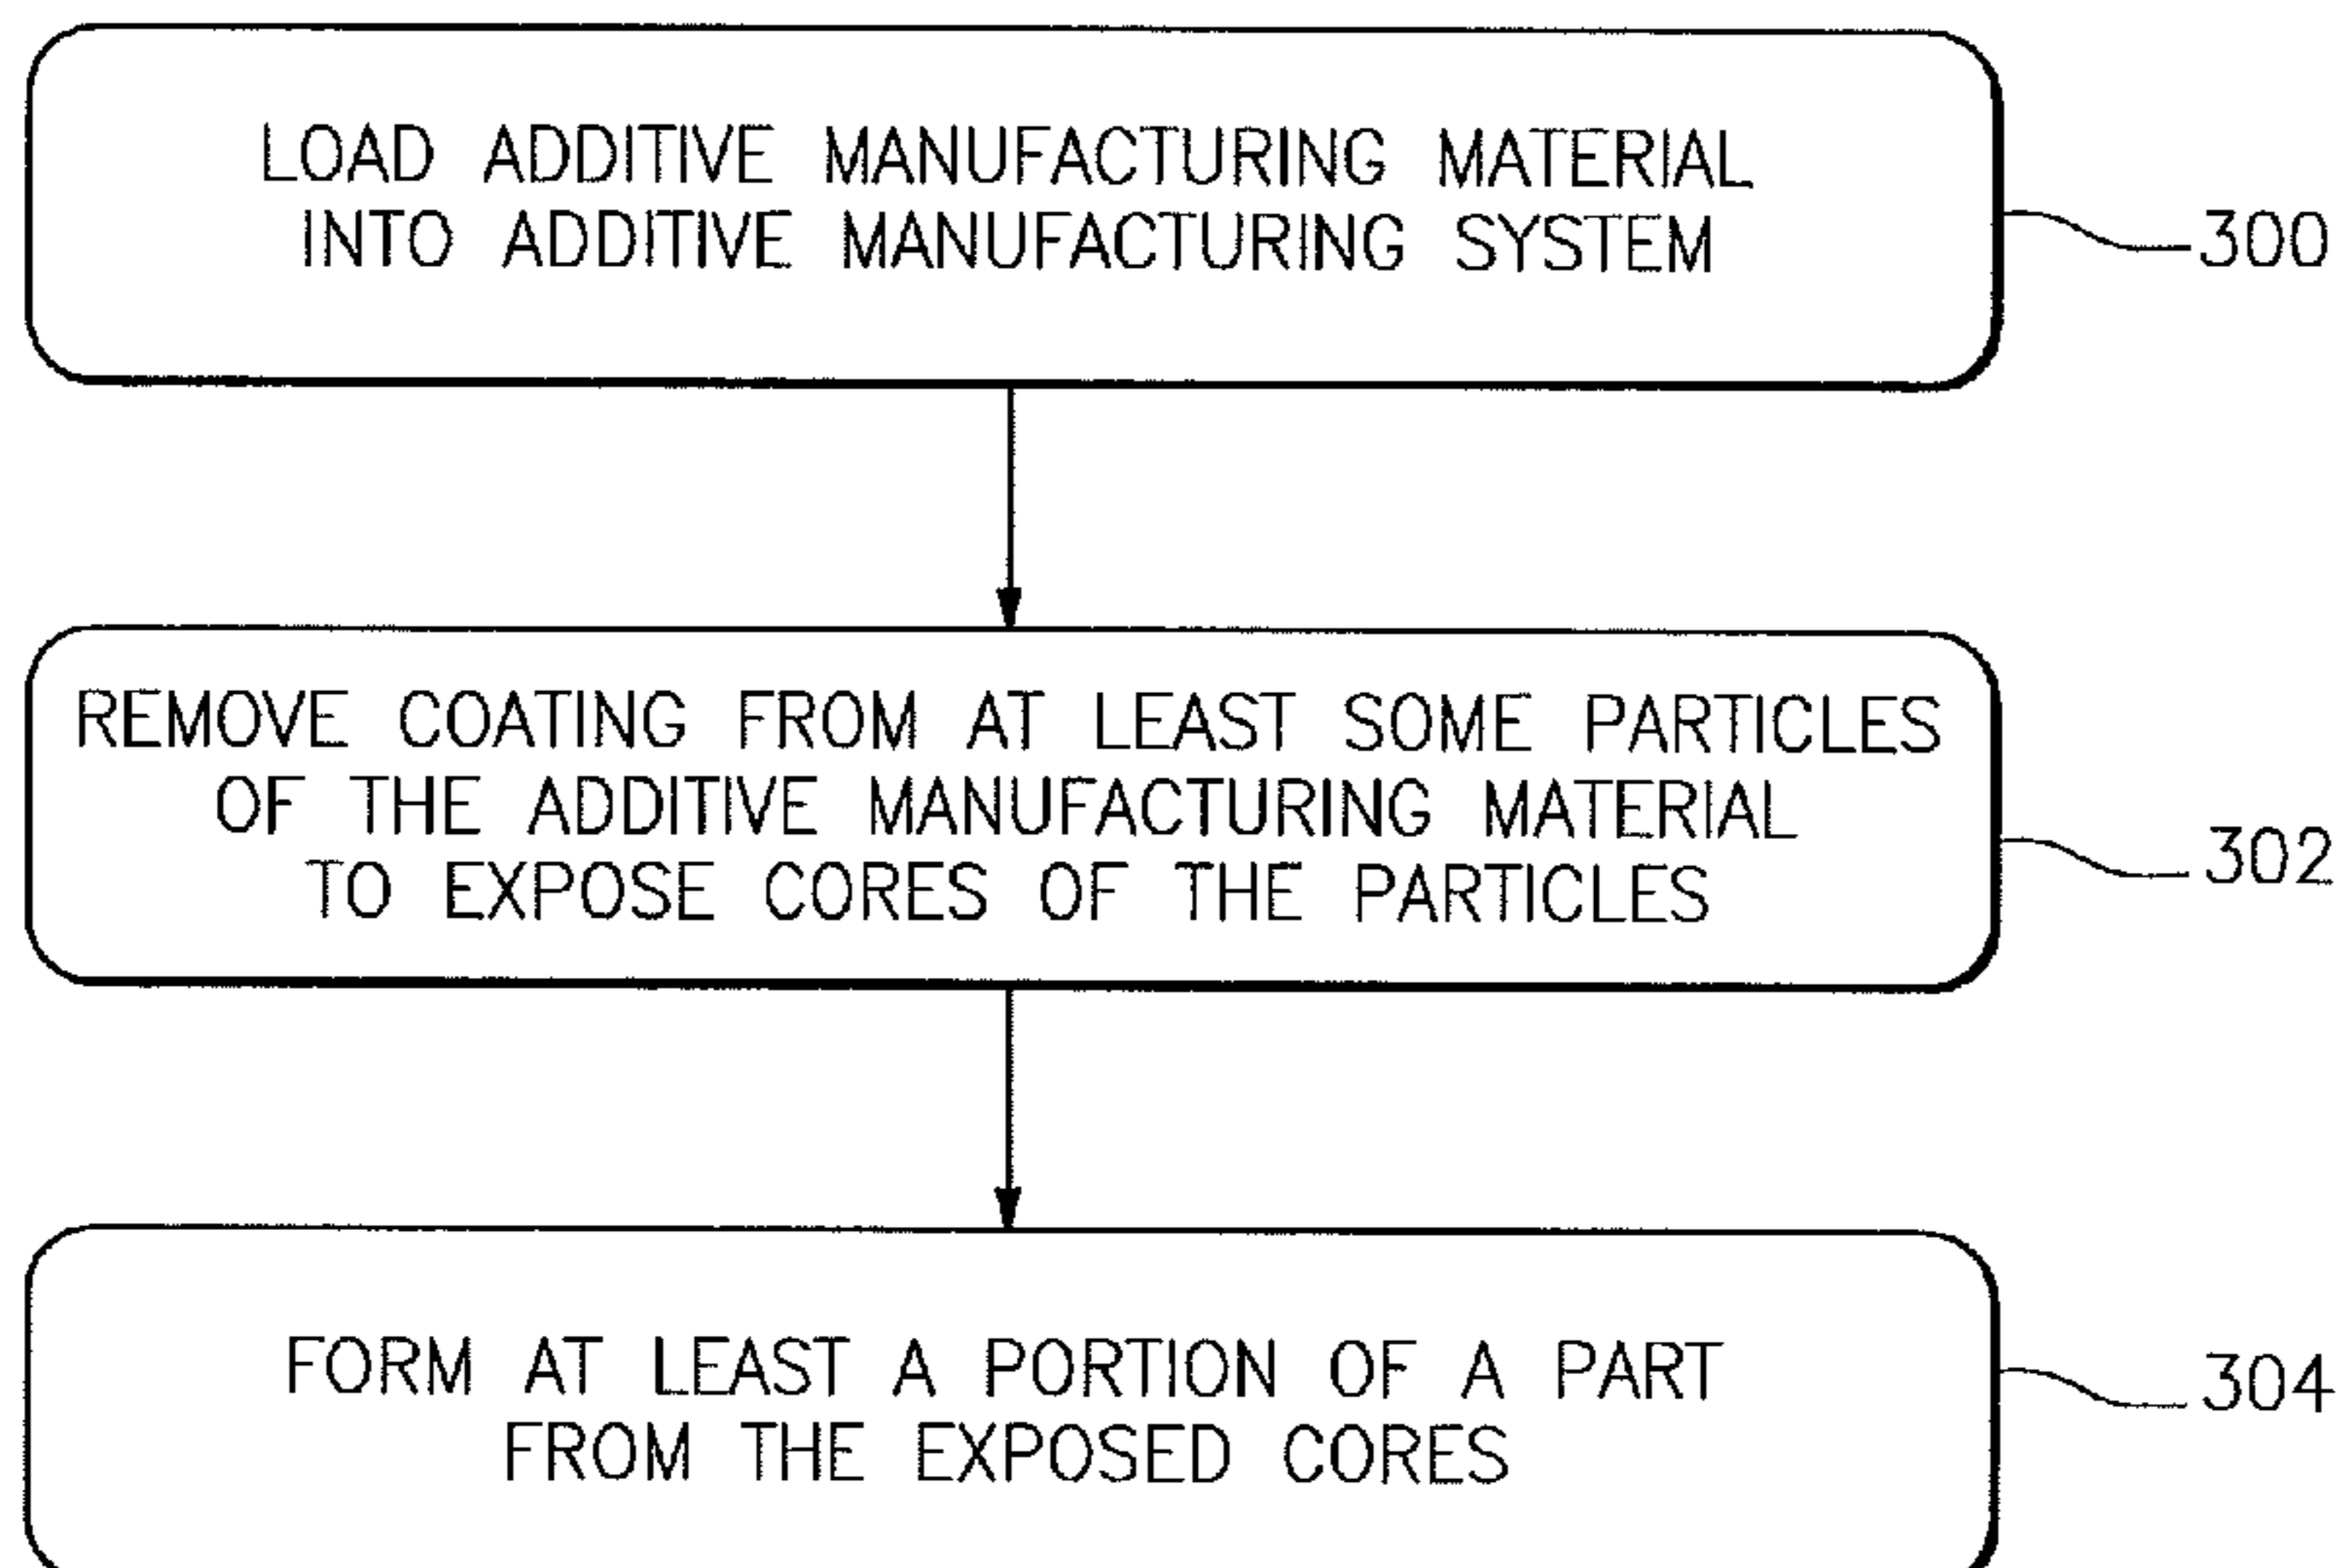 LOAD ADDITIVE MANUFACTURING MATERIAL
INTO ADDITIVE MANUFACTURING SYSTEM
300
REMOVE COATING FROM AT LEAST SOME PARTICLES
OF THE ADDITIVE MANUFACTURING MATERIAL
TO EXPOSE CORES OF THE PARTICLES
302
FORM AT LEAST A PORTION OF A PART
FROM THE EXPOSED CORES
304